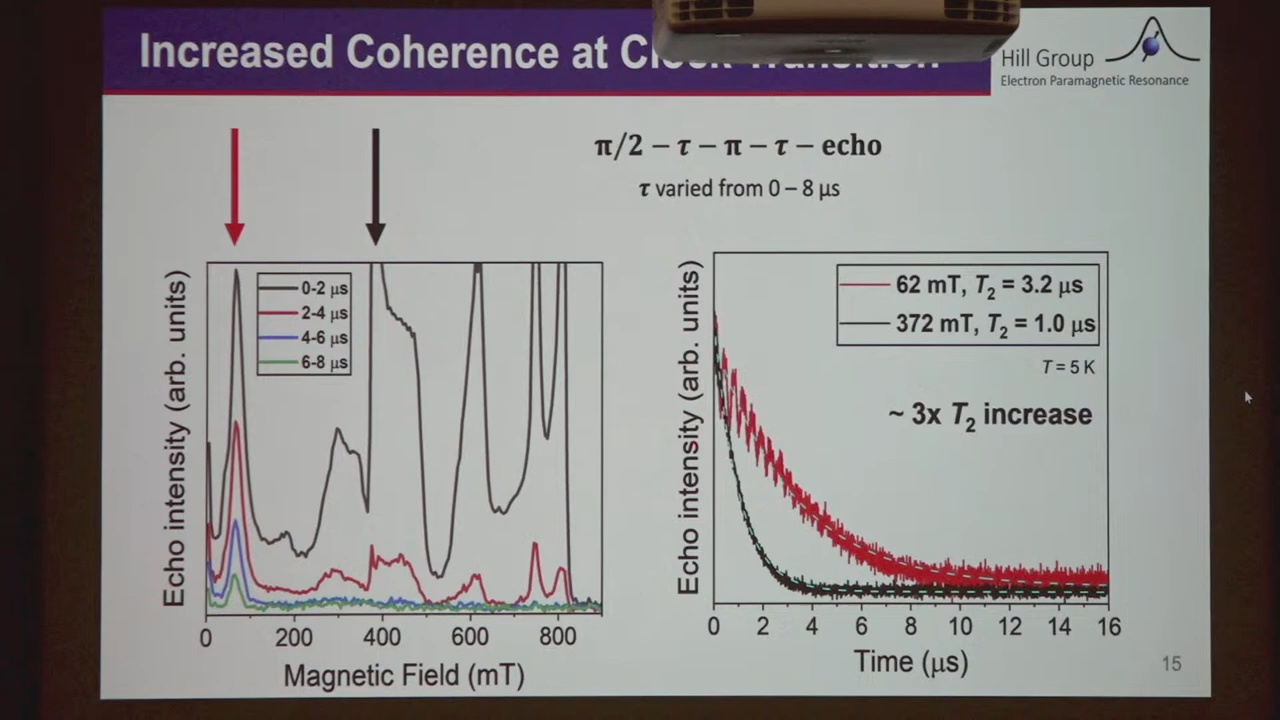 Increased Coherence at Clock Transition
Hill Group
Electron Paramagnetic Resonance
π/2 − τ − π − τ − echo
τ varied from 0 – 8 µs
Echo intensity (arb. units)
0-2 µs
2-4 µs
4-6 µs
6-8 µs
0 200 400 600 800
Magnetic Field (mT)
Echo intensity (arb. units)
62 mT, T₂ = 3.2 µs
372 mT, T₂ = 1.0 µs
T = 5 K
~ 3x T₂ increase
0 2 4 6 8 10 12 14 16
Time (µs)
15